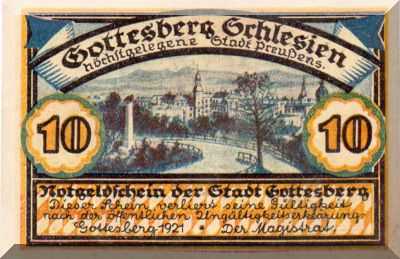 Gottesberg Schlesien
höchstgelegene Stadt Preußens.
10
10
Notgeldschein der Stadt Gottesberg
Dieser Schein verliert seine Gültigkeit
nach der öffentlichen Ungültigkeitserklärung.
Gottesberg 1921 • Der Magistrat.